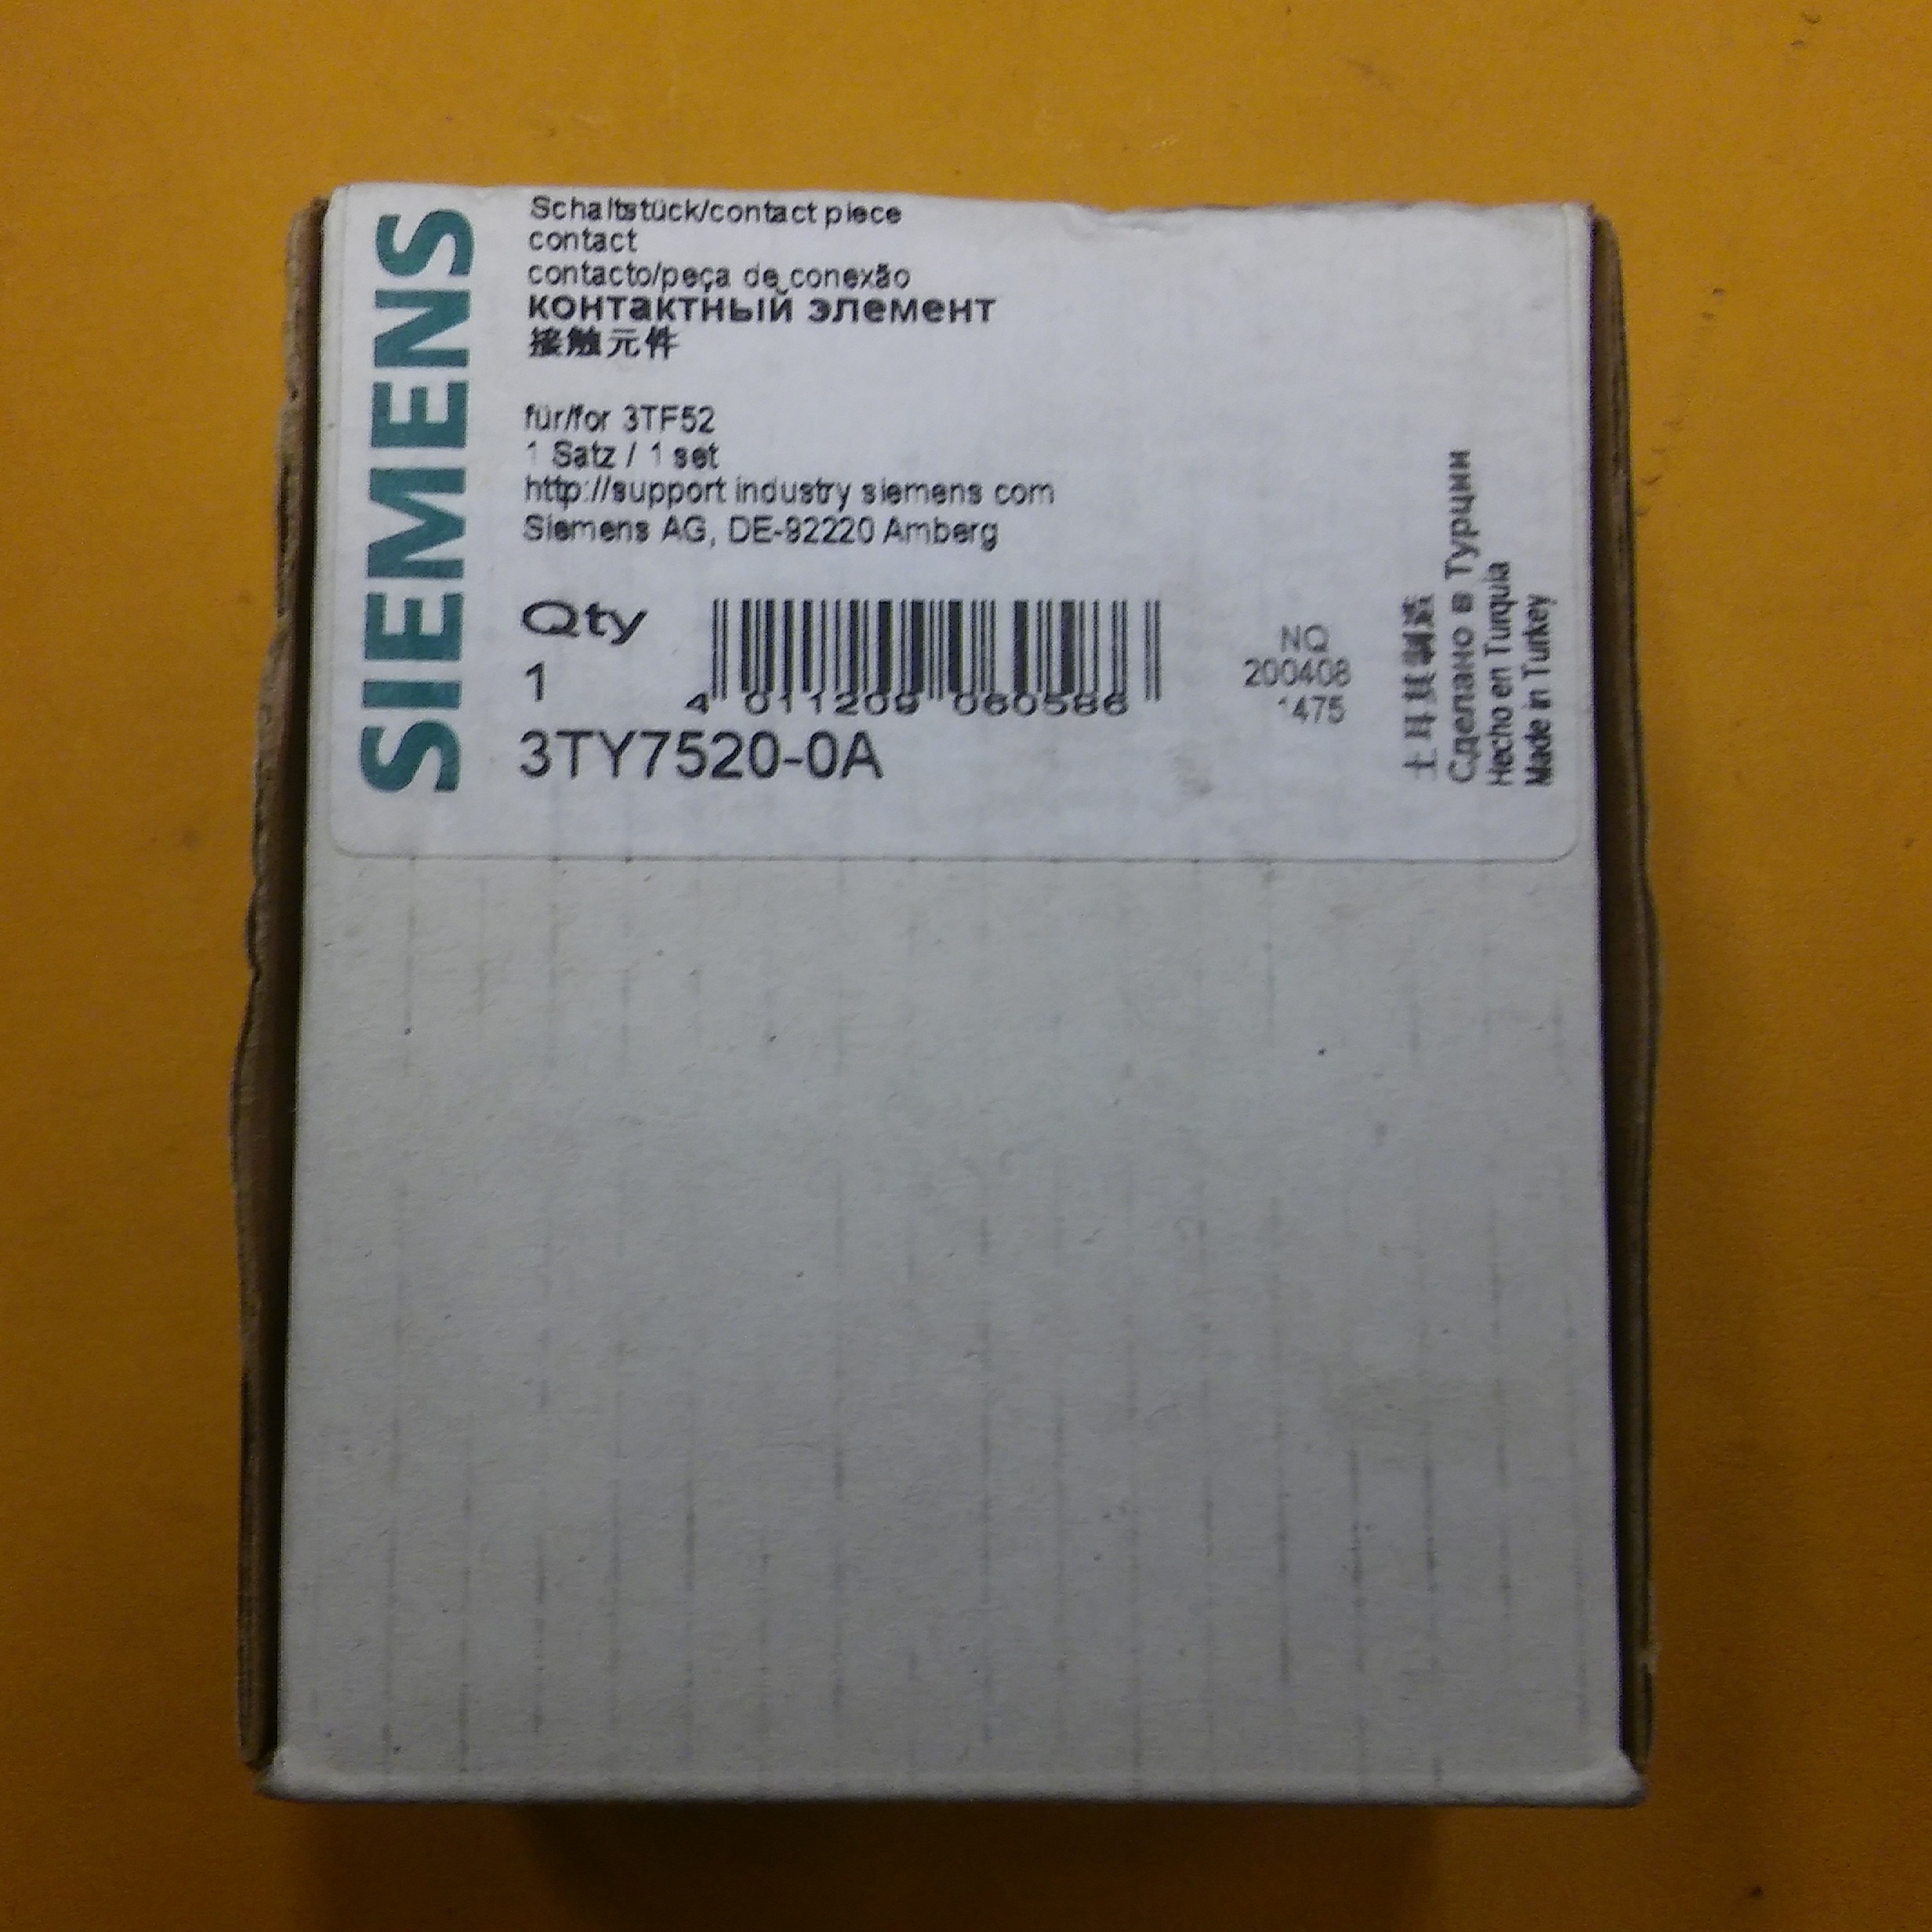 SIEMENS
Schaltstück/contact piece
contact
contacto/peça de conexão
контактный элемент
接触元件
für/for 3TF52
1 Satz / 1 set
http://support industry siemens com
Siemens AG, DE-92220 Amberg
Qty
1
4 011209 060586
3TY7520-0A
NQ
200408
1475
土耳其制造
Сделано в Турции
Hecho en Turquia
Made in Turkey